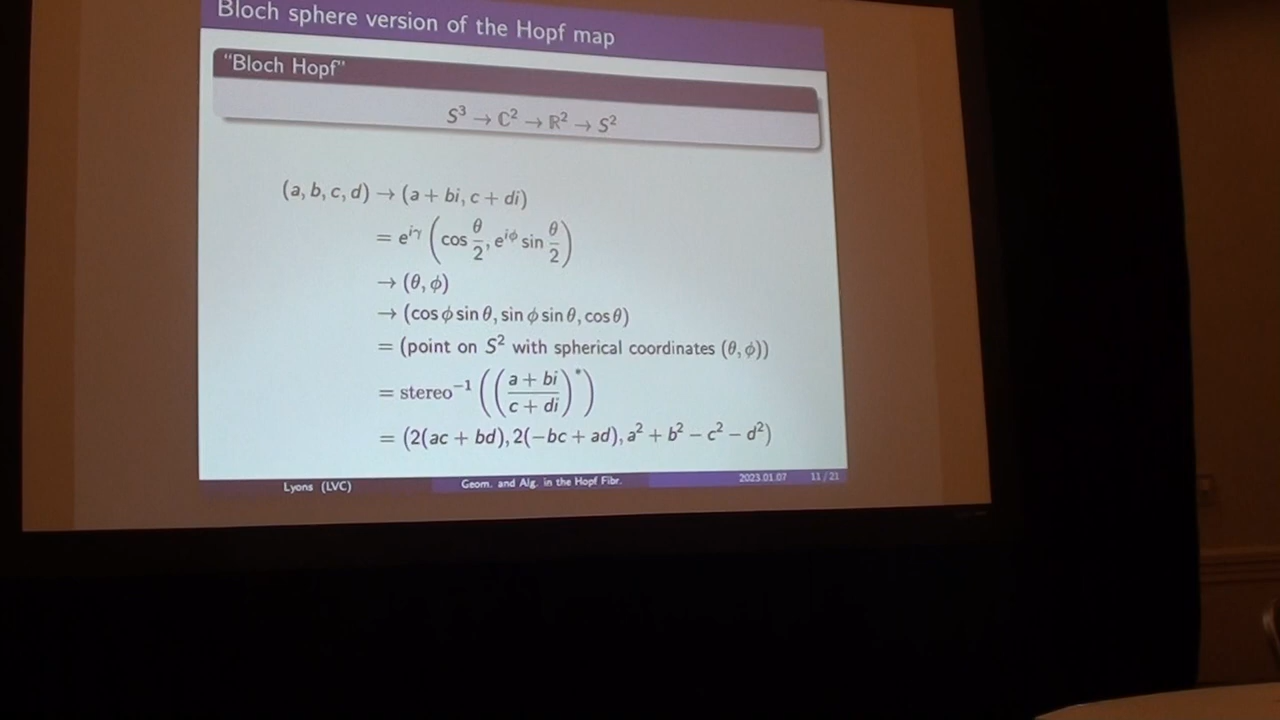 Bloch sphere version of the Hopf map
"Bloch Hopf"
S³ → ℂ² → ℝ² → S²
(a, b, c, d) → (a + bi, c + di)
= e^{iγ} (cos θ/2, e^{iϕ} sin θ/2)
→ (θ, ϕ)
→ (cos ϕ sin θ, sin ϕ sin θ, cos θ)
= (point on S² with spherical coordinates (θ, ϕ))
= stereo⁻¹ (((a + bi)/(c + di))*)
= (2(ac + bd), 2(−bc + ad), a² + b² − c² − d²)
Lyons (LVC) Geom. and Alg. in the Hopf Fibr. 2023.01.07 11 / 21